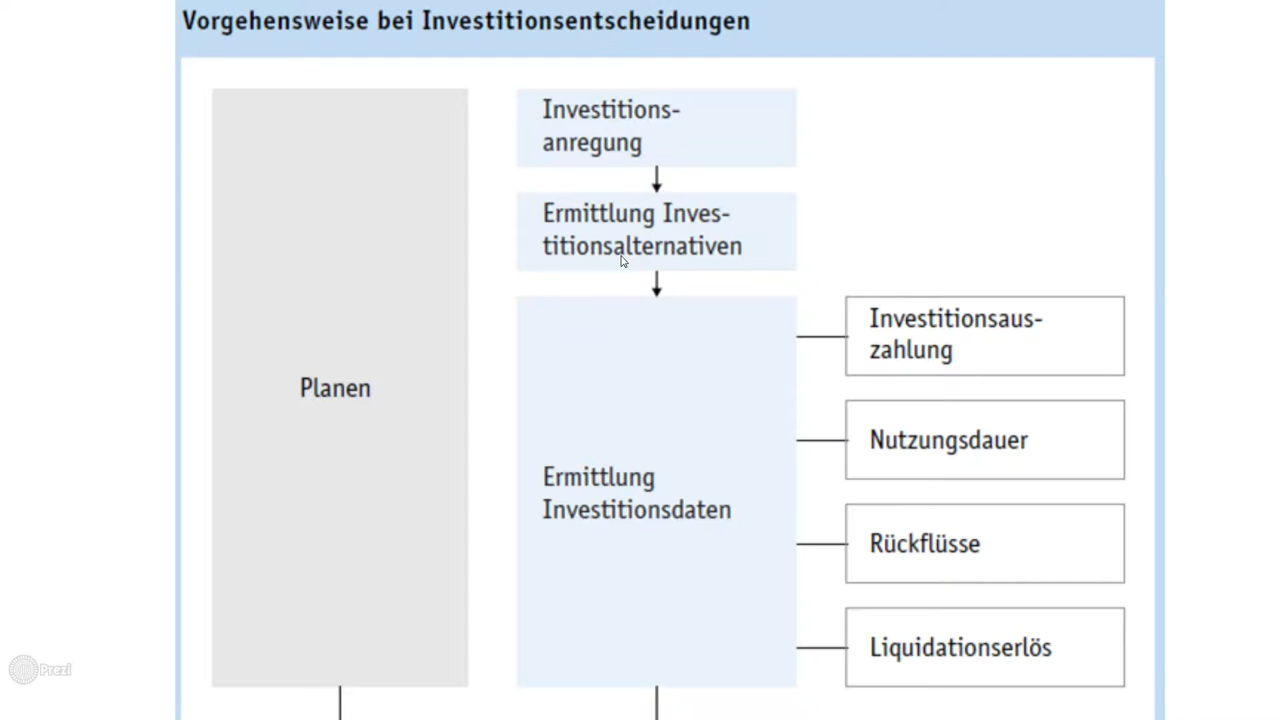 Vorgehensweise bei Investitionsentscheidungen
Planen
Investitions-
anregung
Ermittlung Inves-
titionsalternativen
Ermittlung
Investitionsdaten
Investitionsaus-
zahlung
Nutzungsdauer
Rückflüsse
Liquidationserlös
Prezi